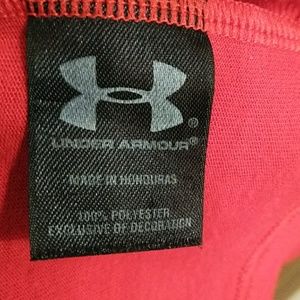 UNDER ARMOUR®
MADE IN HONDURAS
100% POLYESTER
EXCLUSIVE OF DECORATION